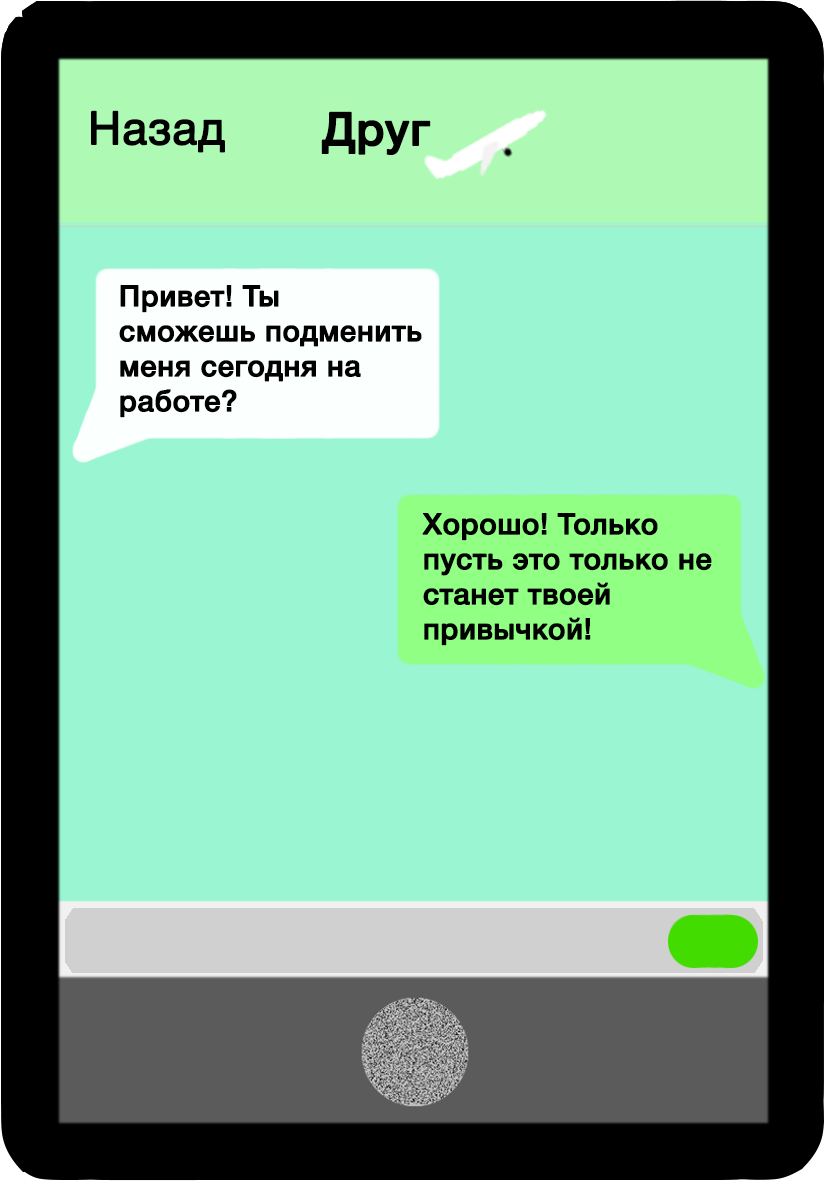 Назад Друг
Привет! Ты
сможешь подменить
меня сегодня на
работе?
Хорошо! Только
пусть это только не
станет твоей
привычкой!